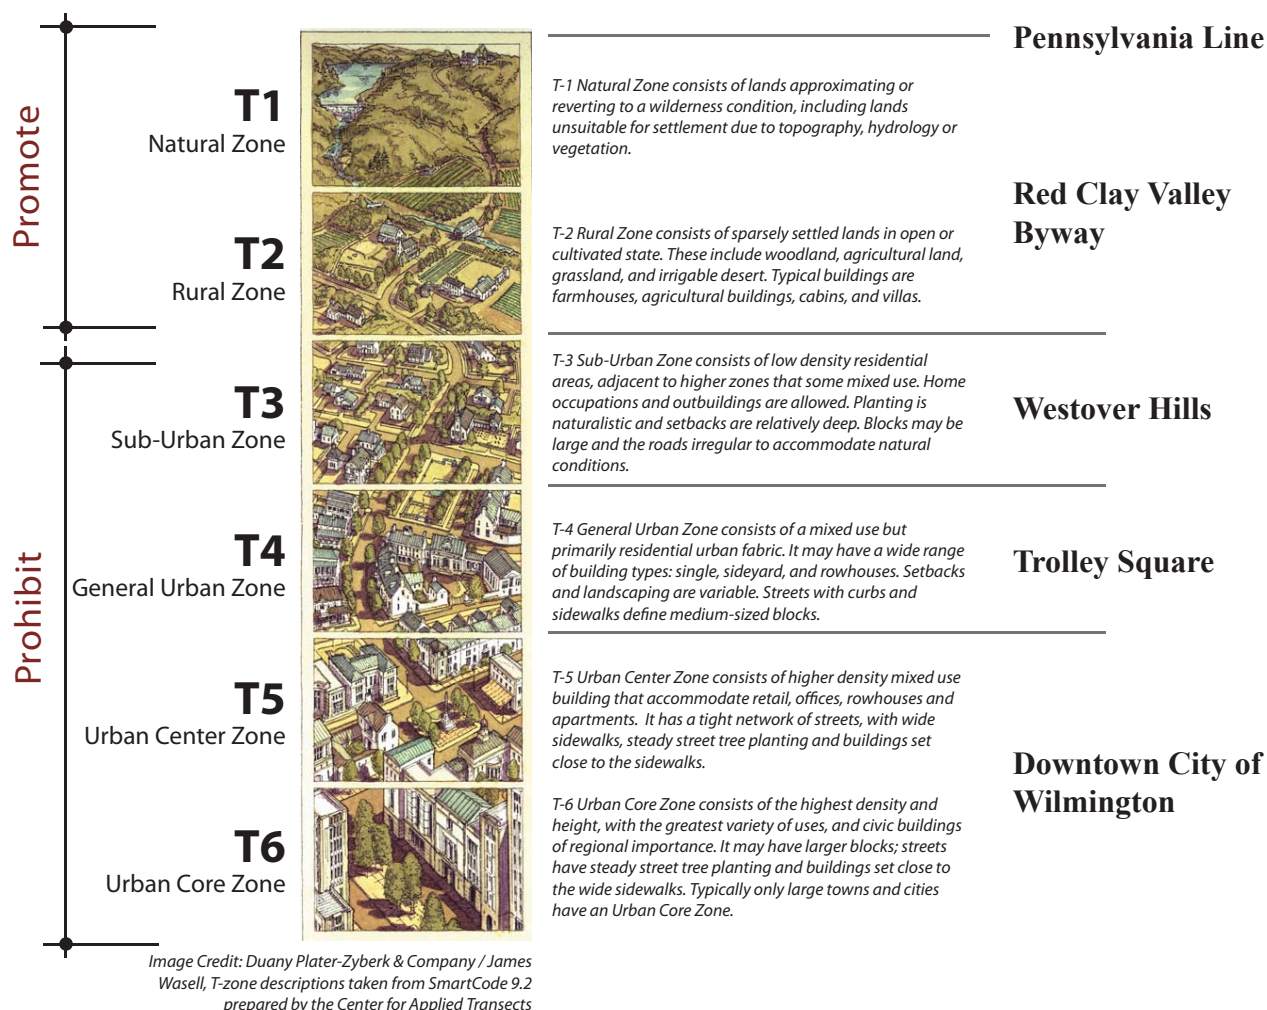 Pennsylvania Line
Promote
T1
Natural Zone
T-1 Natural Zone consists of lands approximating or
reverting to a wilderness condition, including lands
unsuitable for settlement due to topography, hydrology or
vegetation.
Red Clay Valley
Byway
T2
Rural Zone
T-2 Rural Zone consists of sparsely settled lands in open or
cultivated state. These include woodland, agricultural land,
grassland, and irrigable desert. Typical buildings are
farmhouses, agricultural buildings, cabins, and villas.
Prohibit
T3
Sub-Urban Zone
T-3 Sub-Urban Zone consists of low density residential
areas, adjacent to higher zones that some mixed use. Home
occupations and outbuildings are allowed. Planting is
naturalistic and setbacks are relatively deep. Blocks may be
large and the roads irregular to accommodate natural
conditions.
Westover Hills
T4
General Urban Zone
T-4 General Urban Zone consists of a mixed use but
primarily residential urban fabric. It may have a wide range
of building types: single, sideyard, and rowhouses. Setbacks
and landscaping are variable. Streets with curbs and
sidewalks define medium-sized blocks.
Trolley Square
T5
Urban Center Zone
T-5 Urban Center Zone consists of higher density mixed use
building that accommodate retail, offices, rowhouses and
apartments.  It has a tight network of streets, with wide
sidewalks, steady street tree planting and buildings set
close to the sidewalks.
Downtown City of
Wilmington
T6
Urban Core Zone
T-6 Urban Core Zone consists of the highest density and
height, with the greatest variety of uses, and civic buildings
of regional importance. It may have larger blocks; streets
have steady street tree planting and buildings set close to
the wide sidewalks. Typically only large towns and cities
have an Urban Core Zone.
Image Credit: Duany Plater-Zyberk & Company / James
Wasell, T-zone descriptions taken from SmartCode 9.2
prepared by the Center for Applied Transects